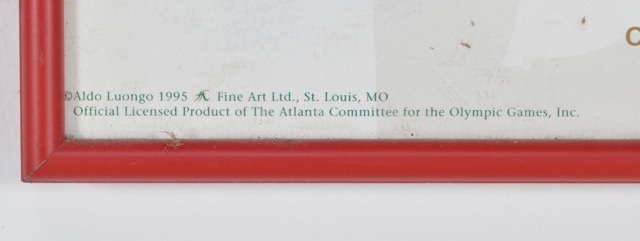 ©Aldo Luongo 1995 Fine Art Ltd., St. Louis, MO
Official Licensed Product of The Atlanta Committee for the Olympic Games, Inc.